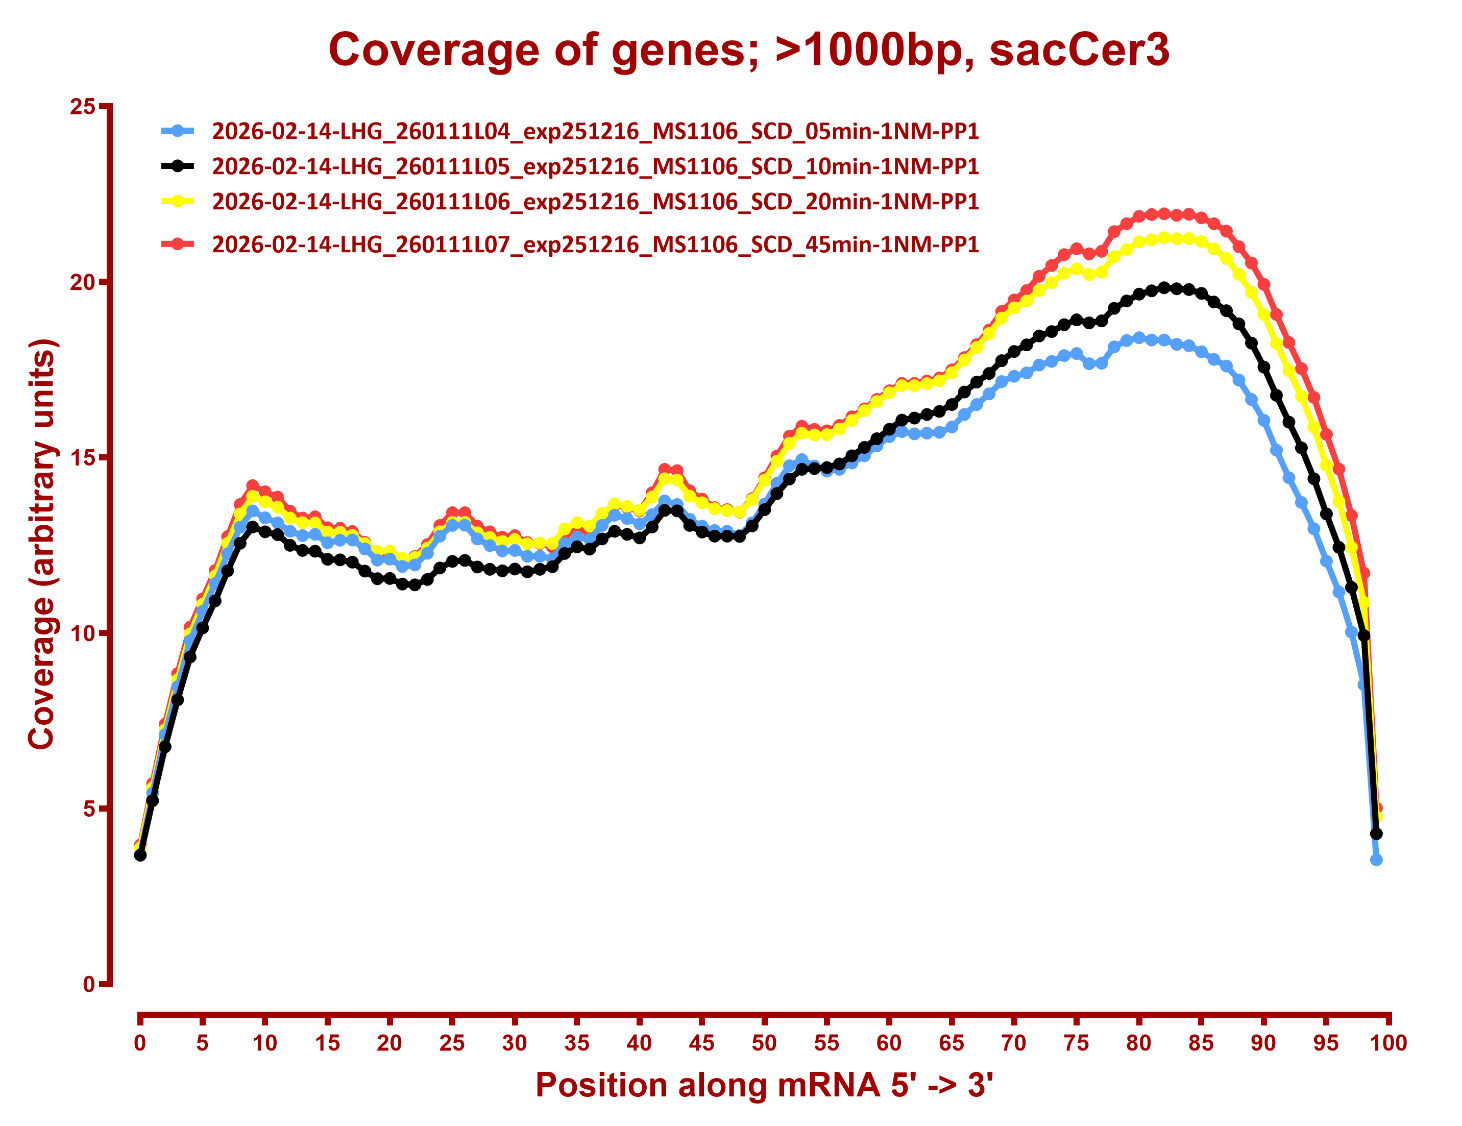 Coverage of genes; >1000bp, sacCer3
25
2026-02-14-LHG_260111L04_exp251216_MS1106_SCD_05min-1NM-PP1
2026-02-14-LHG_260111L05_exp251216_MS1106_SCD_10min-1NM-PP1
2026-02-14-LHG_260111L06_exp251216_MS1106_SCD_20min-1NM-PP1
2026-02-14-LHG_260111L07_exp251216_MS1106_SCD_45min-1NM-PP1
20
15
10
5
0
Coverage (arbitrary units)
0 5 10 15 20 25 30 35 40 45 50 55 60 65 70 75 80 85 90 95 100
Position along mRNA 5' -> 3'